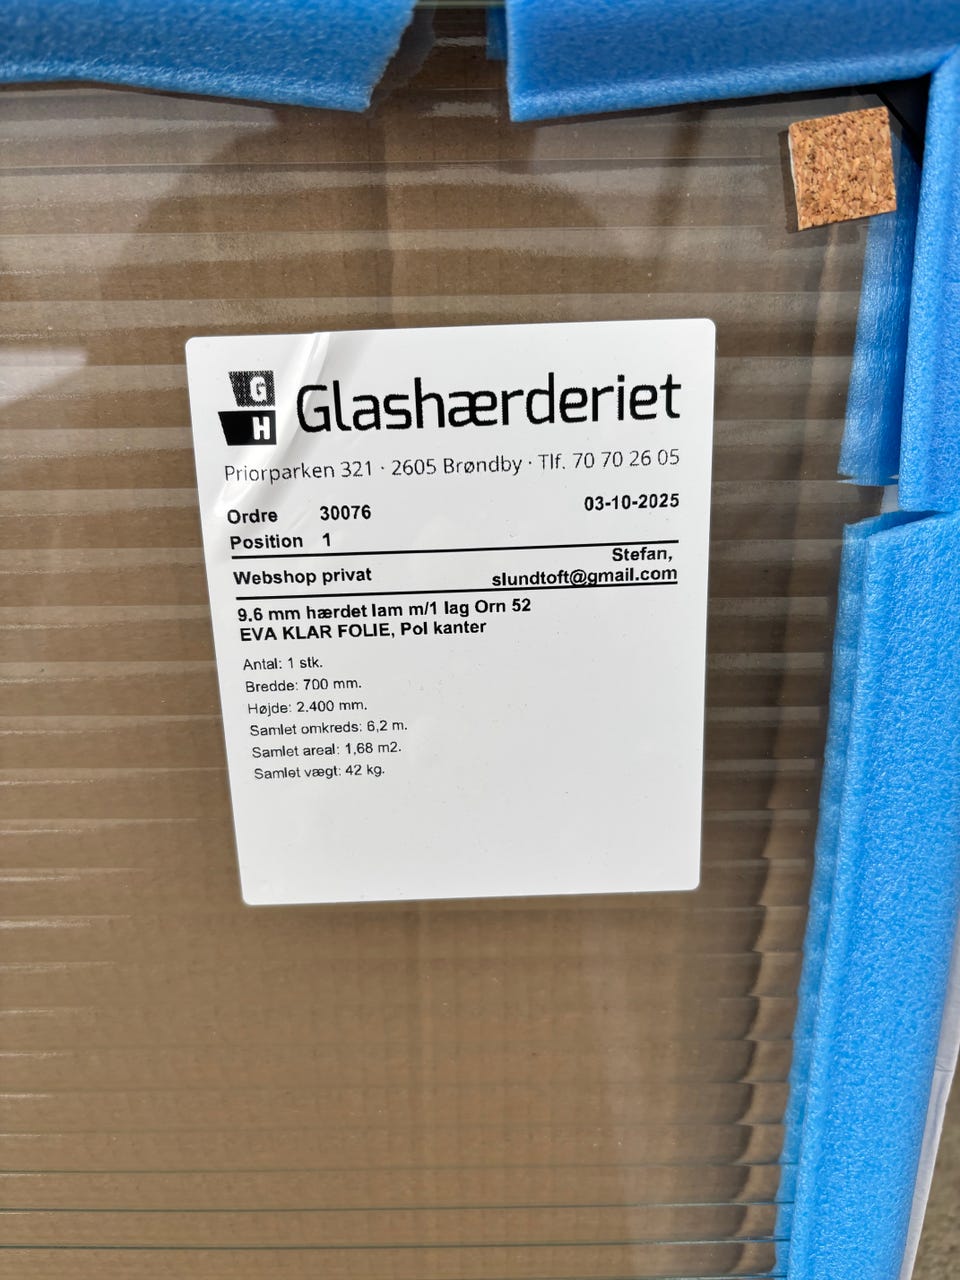 G
H
Glashærderiet
Priorparken 321 · 2605 Brøndby · Tlf. 70 70 26 05
Ordre 30076 03-10-2025
Position 1
Stefan,
Webshop privat slundtoft@gmail.com
9.6 mm hærdet lam m/1 lag Orn 52
EVA KLAR FOLIE, Pol kanter
Antal: 1 stk.
Bredde: 700 mm.
Højde: 2.400 mm.
Samlet omkreds: 6,2 m.
Samlet areal: 1,68 m2.
Samlet vægt: 42 kg.